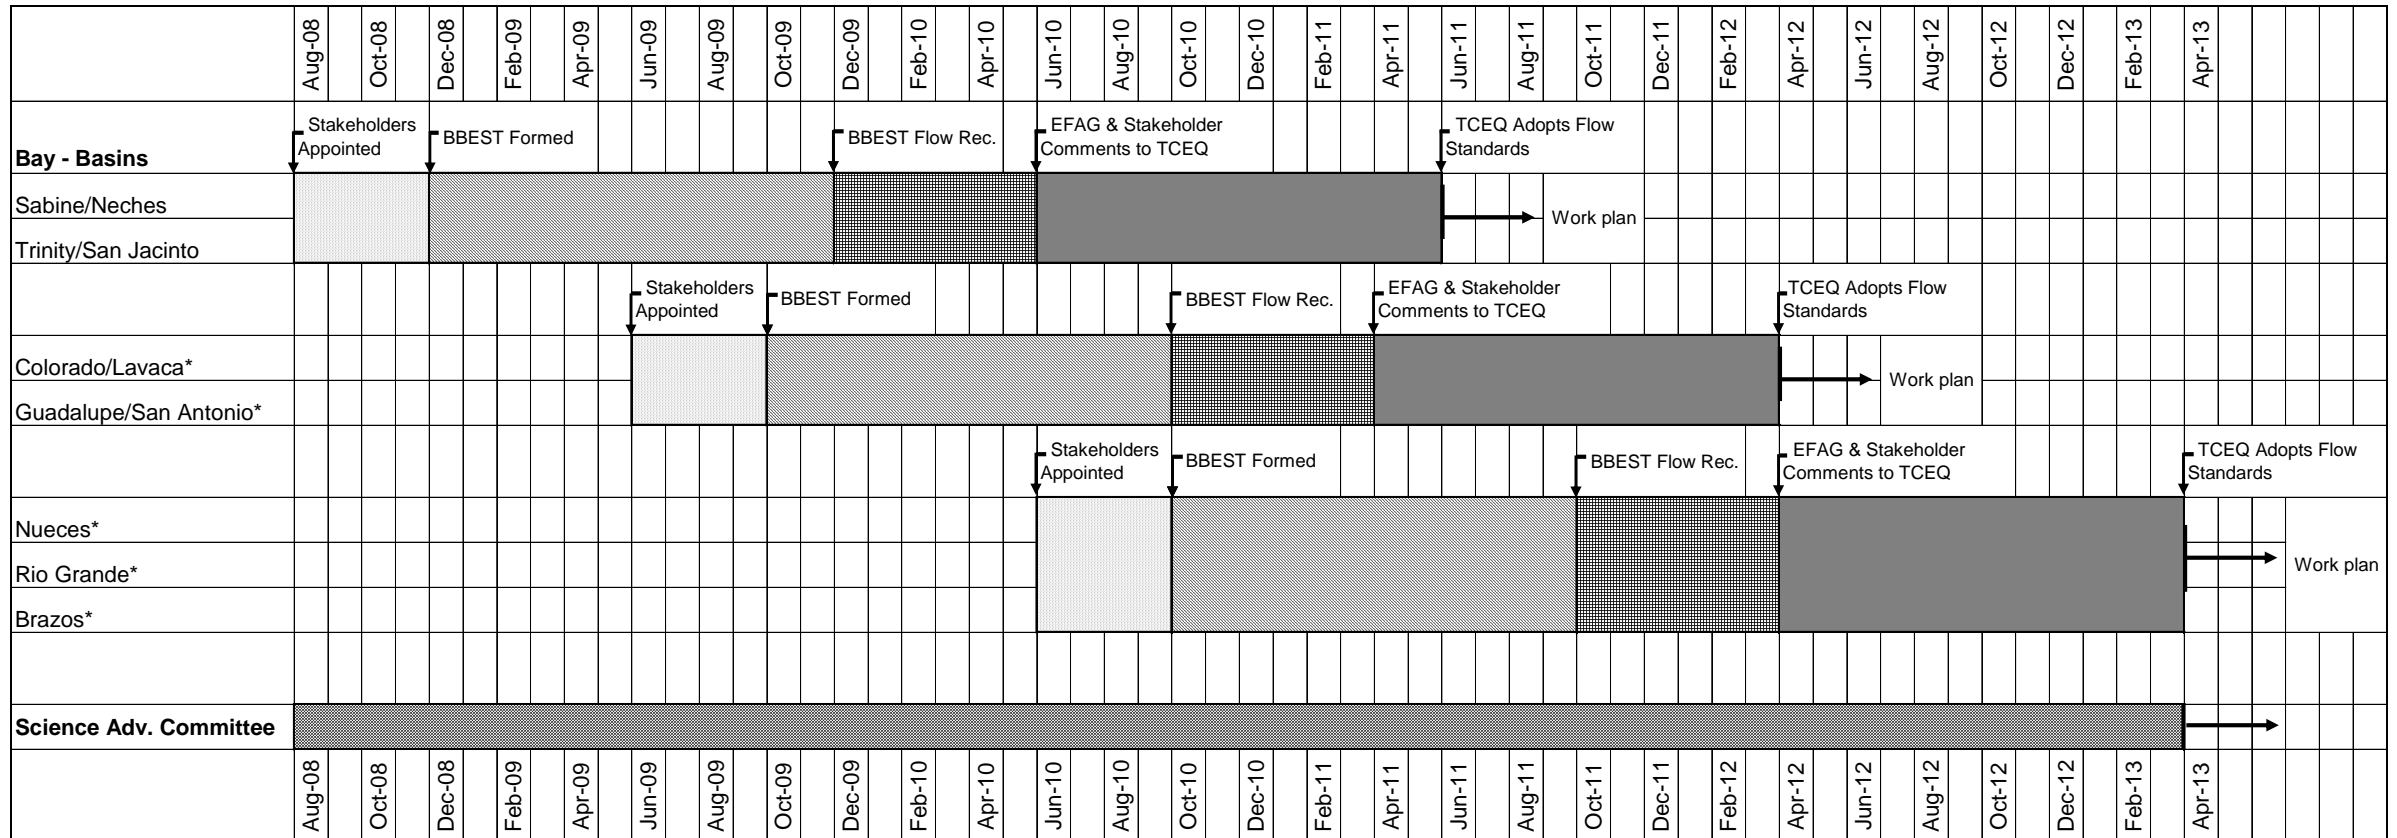 Aug-08 Oct-08 Dec-08 Feb-09 Apr-09 Jun-09 Aug-09 Oct-09 Dec-09 Feb-10 Apr-10 Jun-10 Aug-10 Oct-10 Dec-10 Feb-11 Apr-11 Jun-11 Aug-11 Oct-11 Dec-11 Feb-12 Apr-12 Jun-12 Aug-12 Oct-12 Dec-12 Feb-13 Apr-13
Bay - Basins
Stakeholders
Appointed
BBEST Formed
BBEST Flow Rec.
EFAG & Stakeholder
Comments to TCEQ
TCEQ Adopts Flow
Standards
Sabine/Neches
Work plan
Trinity/San Jacinto
Stakeholders
Appointed
BBEST Formed
BBEST Flow Rec.
EFAG & Stakeholder
Comments to TCEQ
TCEQ Adopts Flow
Standards
Colorado/Lavaca*
Work plan
Guadalupe/San Antonio*
Stakeholders
Appointed
BBEST Formed
BBEST Flow Rec.
EFAG & Stakeholder
Comments to TCEQ
TCEQ Adopts Flow
Standards
Nueces*
Rio Grande*
Work plan
Brazos*
Science Adv. Committee
Aug-08 Oct-08 Dec-08 Feb-09 Apr-09 Jun-09 Aug-09 Oct-09 Dec-09 Feb-10 Apr-10 Jun-10 Aug-10 Oct-10 Dec-10 Feb-11 Apr-11 Jun-11 Aug-11 Oct-11 Dec-11 Feb-12 Apr-12 Jun-12 Aug-12 Oct-12 Dec-12 Feb-13 Apr-13